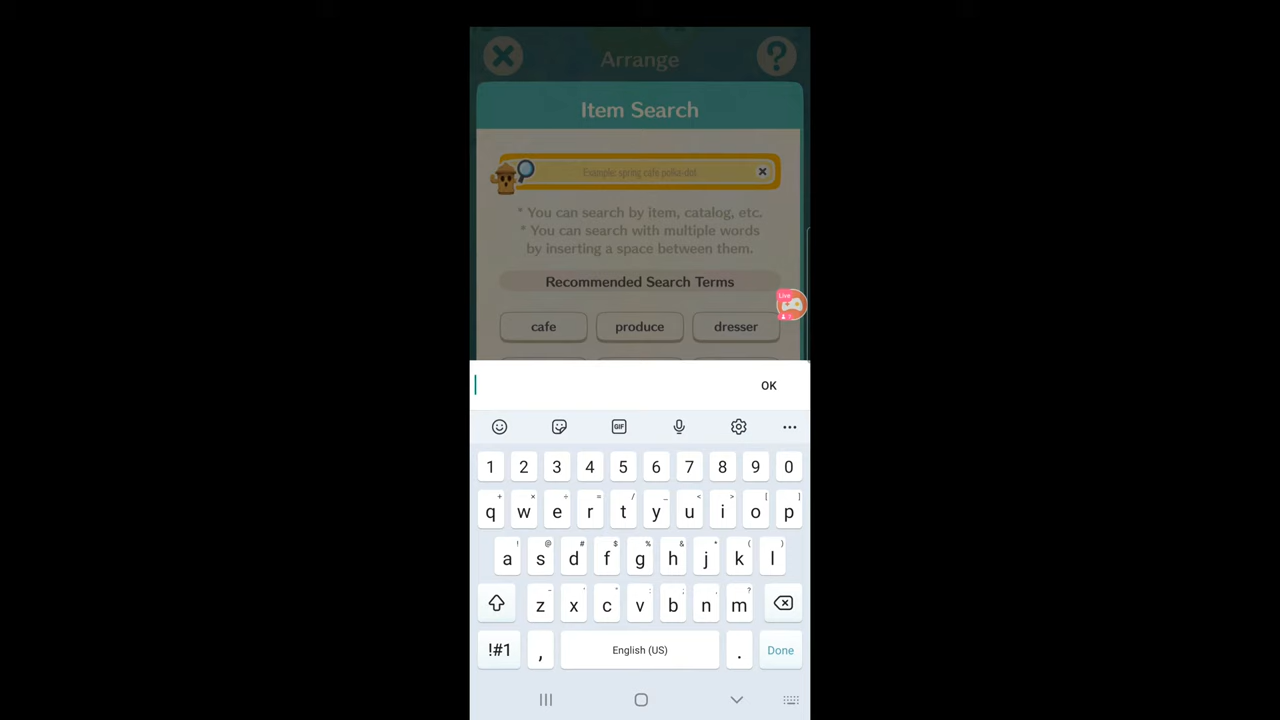 Arrange
?
Item Search
Example: spring cafe polka-dot
* You can search by item, catalog, etc.
* You can search with multiple words
by inserting a space between them.
Recommended Search Terms
Live
cafe produce dresser
OK
GIF
1 2 3 4 5 6 7 8 9 0
+ × ÷ = / _ < > [ ]
q w e r t y u i o p
! @ # $ % ^ & * ( )
a s d f g h j k l
- ' " : ; , ?
z x c v b n m
!#1 , English (US) . Done